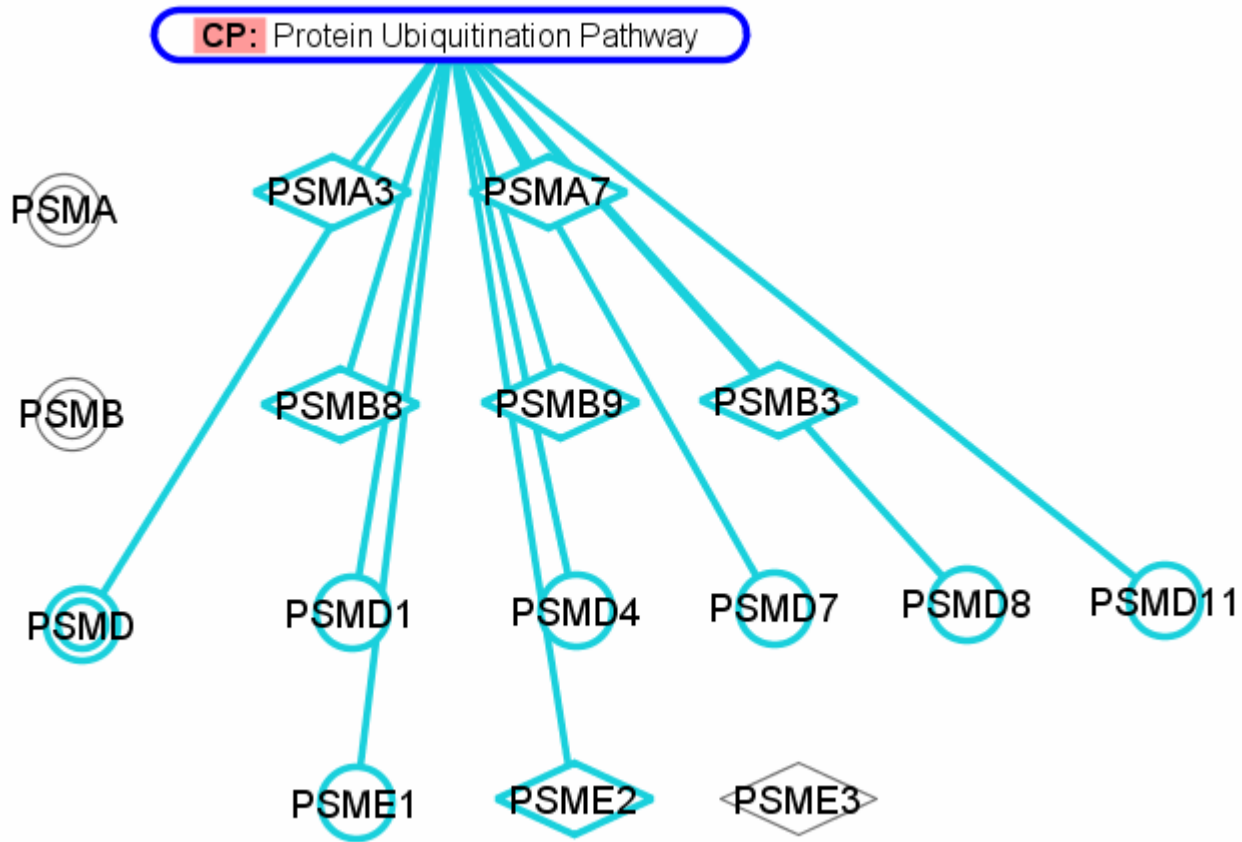 CP: Protein Ubiquitination Pathway
PSMA PSMA3 PSMA7
PSMB PSMB8 PSMB9 PSMB3
PSMD PSMD1 PSMD4 PSMD7 PSMD8 PSMD11
PSME1 PSME2 PSME3